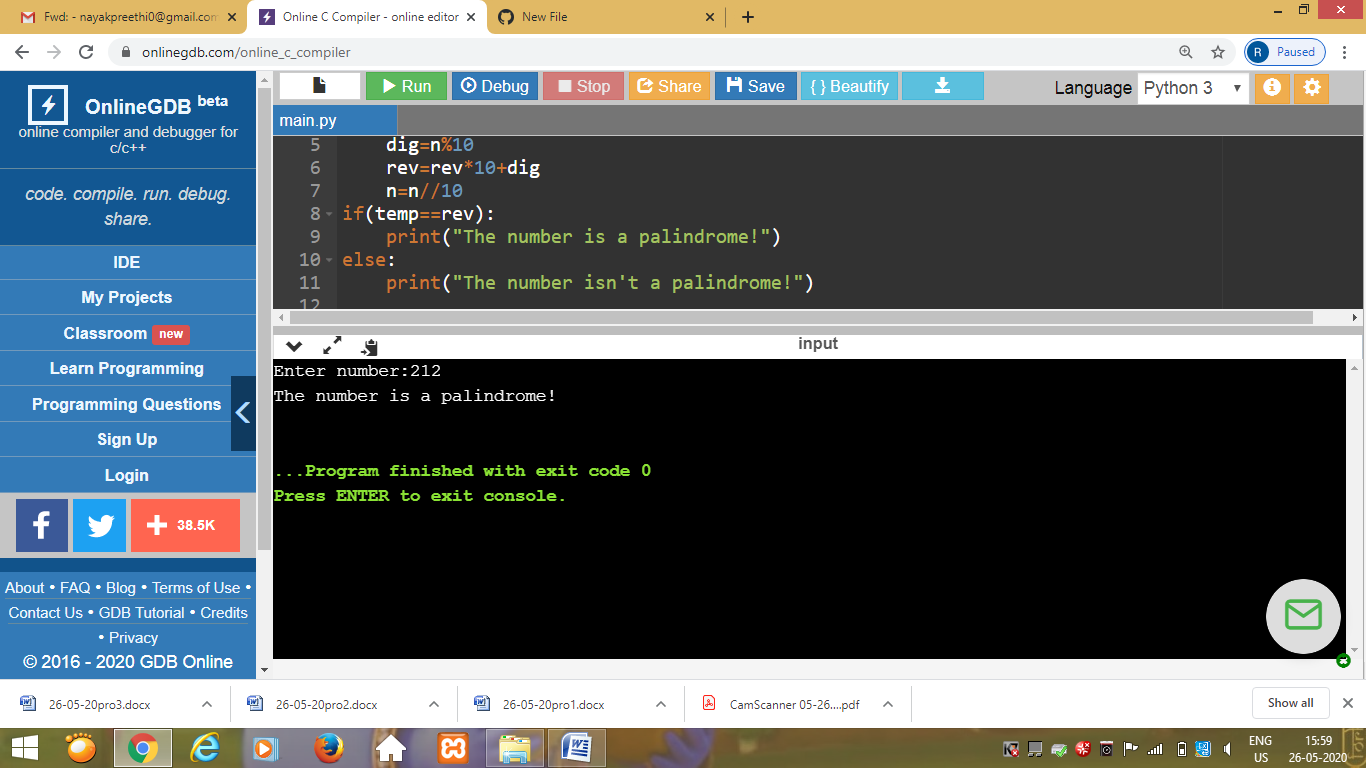 Fwd: - nayakpreethi0@gmail.com
Online C Compiler - online editor
New File
onlinegdb.com/online_c_compiler
R Paused
OnlineGDB beta
online compiler and debugger for
c/c++
code. compile. run. debug.
share.
IDE
My Projects
Classroom new
Learn Programming
Programming Questions
Sign Up
Login
38.5K
About • FAQ • Blog • Terms of Use •
Contact Us • GDB Tutorial • Credits
• Privacy
© 2016 - 2020 GDB Online
Run Debug Stop Share Save { } Beautify Language Python 3
main.py
5 dig=n%10
6 rev=rev*10+dig
7 n=n//10
8 if(temp==rev):
9 print("The number is a palindrome!")
10 else:
11 print("The number isn't a palindrome!")
12
input
Enter number:212
The number is a palindrome!
...Program finished with exit code 0
Press ENTER to exit console.
26-05-20pro3.docx 26-05-20pro2.docx 26-05-20pro1.docx CamScanner 05-26....pdf Show all
ENG 15:59
US 26-05-2020